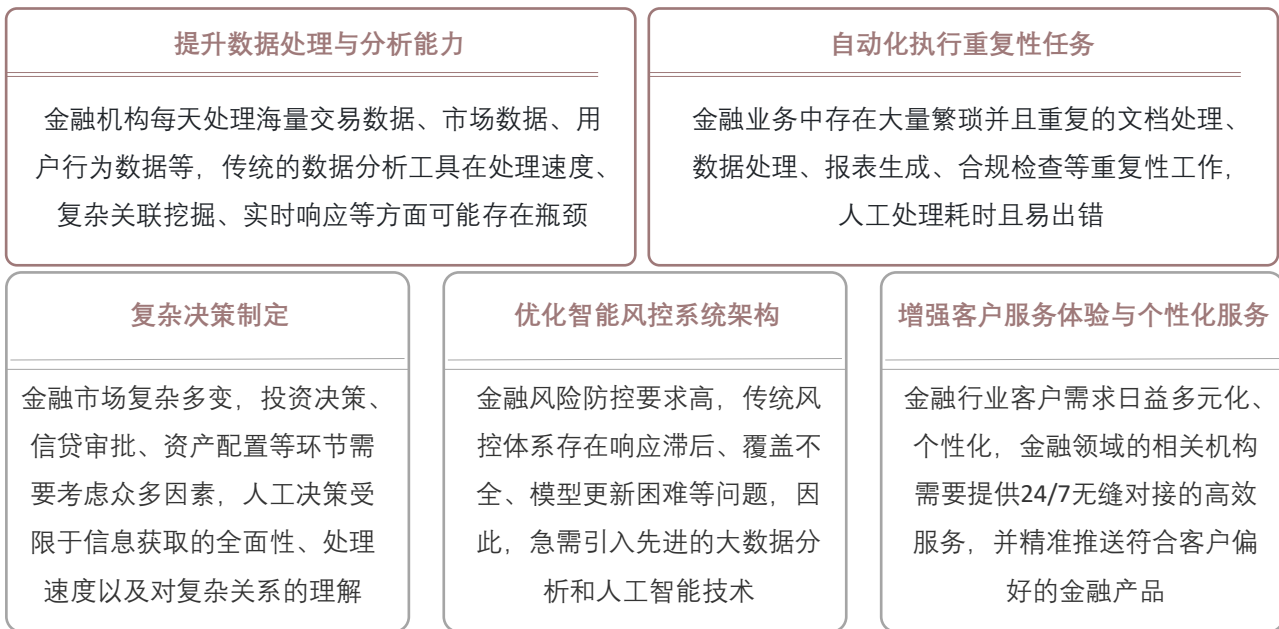 提升数据处理与分析能力
金融机构每天处理海量交易数据、市场数据、用
户行为数据等，传统的数据分析工具在处理速度、
复杂关联挖掘、实时响应等方面可能存在瓶颈
自动化执行重复性任务
金融业务中存在大量繁琐并且重复的文档处理、
数据处理、报表生成、合规检查等重复性工作，
人工处理耗时且易出错
复杂决策制定
金融市场复杂多变，投资决策、
信贷审批、资产配置等环节需
要考虑众多因素，人工决策受
限于信息获取的全面性、处理
速度以及对复杂关系的理解
优化智能风控系统架构
金融风险防控要求高，传统风
控体系存在响应滞后、覆盖不
全、模型更新困难等问题，因
此，急需引入先进的大数据分
析和人工智能技术
增强客户服务体验与个性化服务
金融行业客户需求日益多元化、
个性化，金融领域的相关机构
需要提供24/7无缝对接的高效
服务，并精准推送符合客户偏
好的金融产品